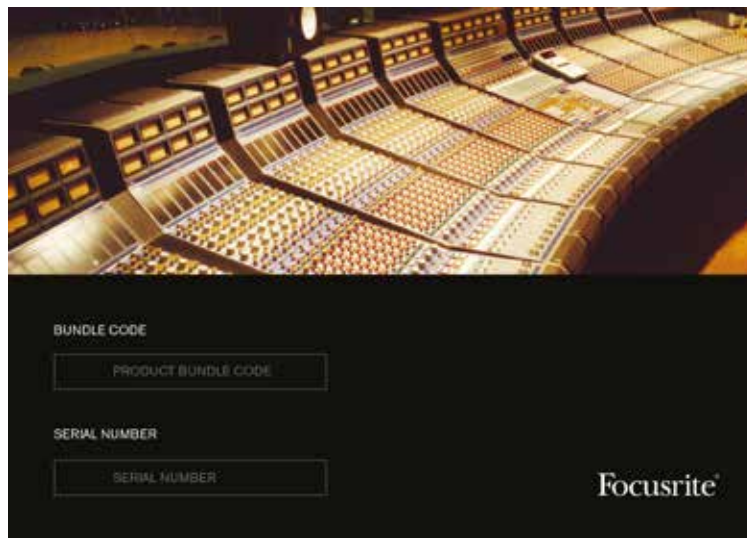 BUNDLE CODE
PRODUCT BUNDLE CODE
SERIAL NUMBER
SERIAL NUMBER
Focusrite®